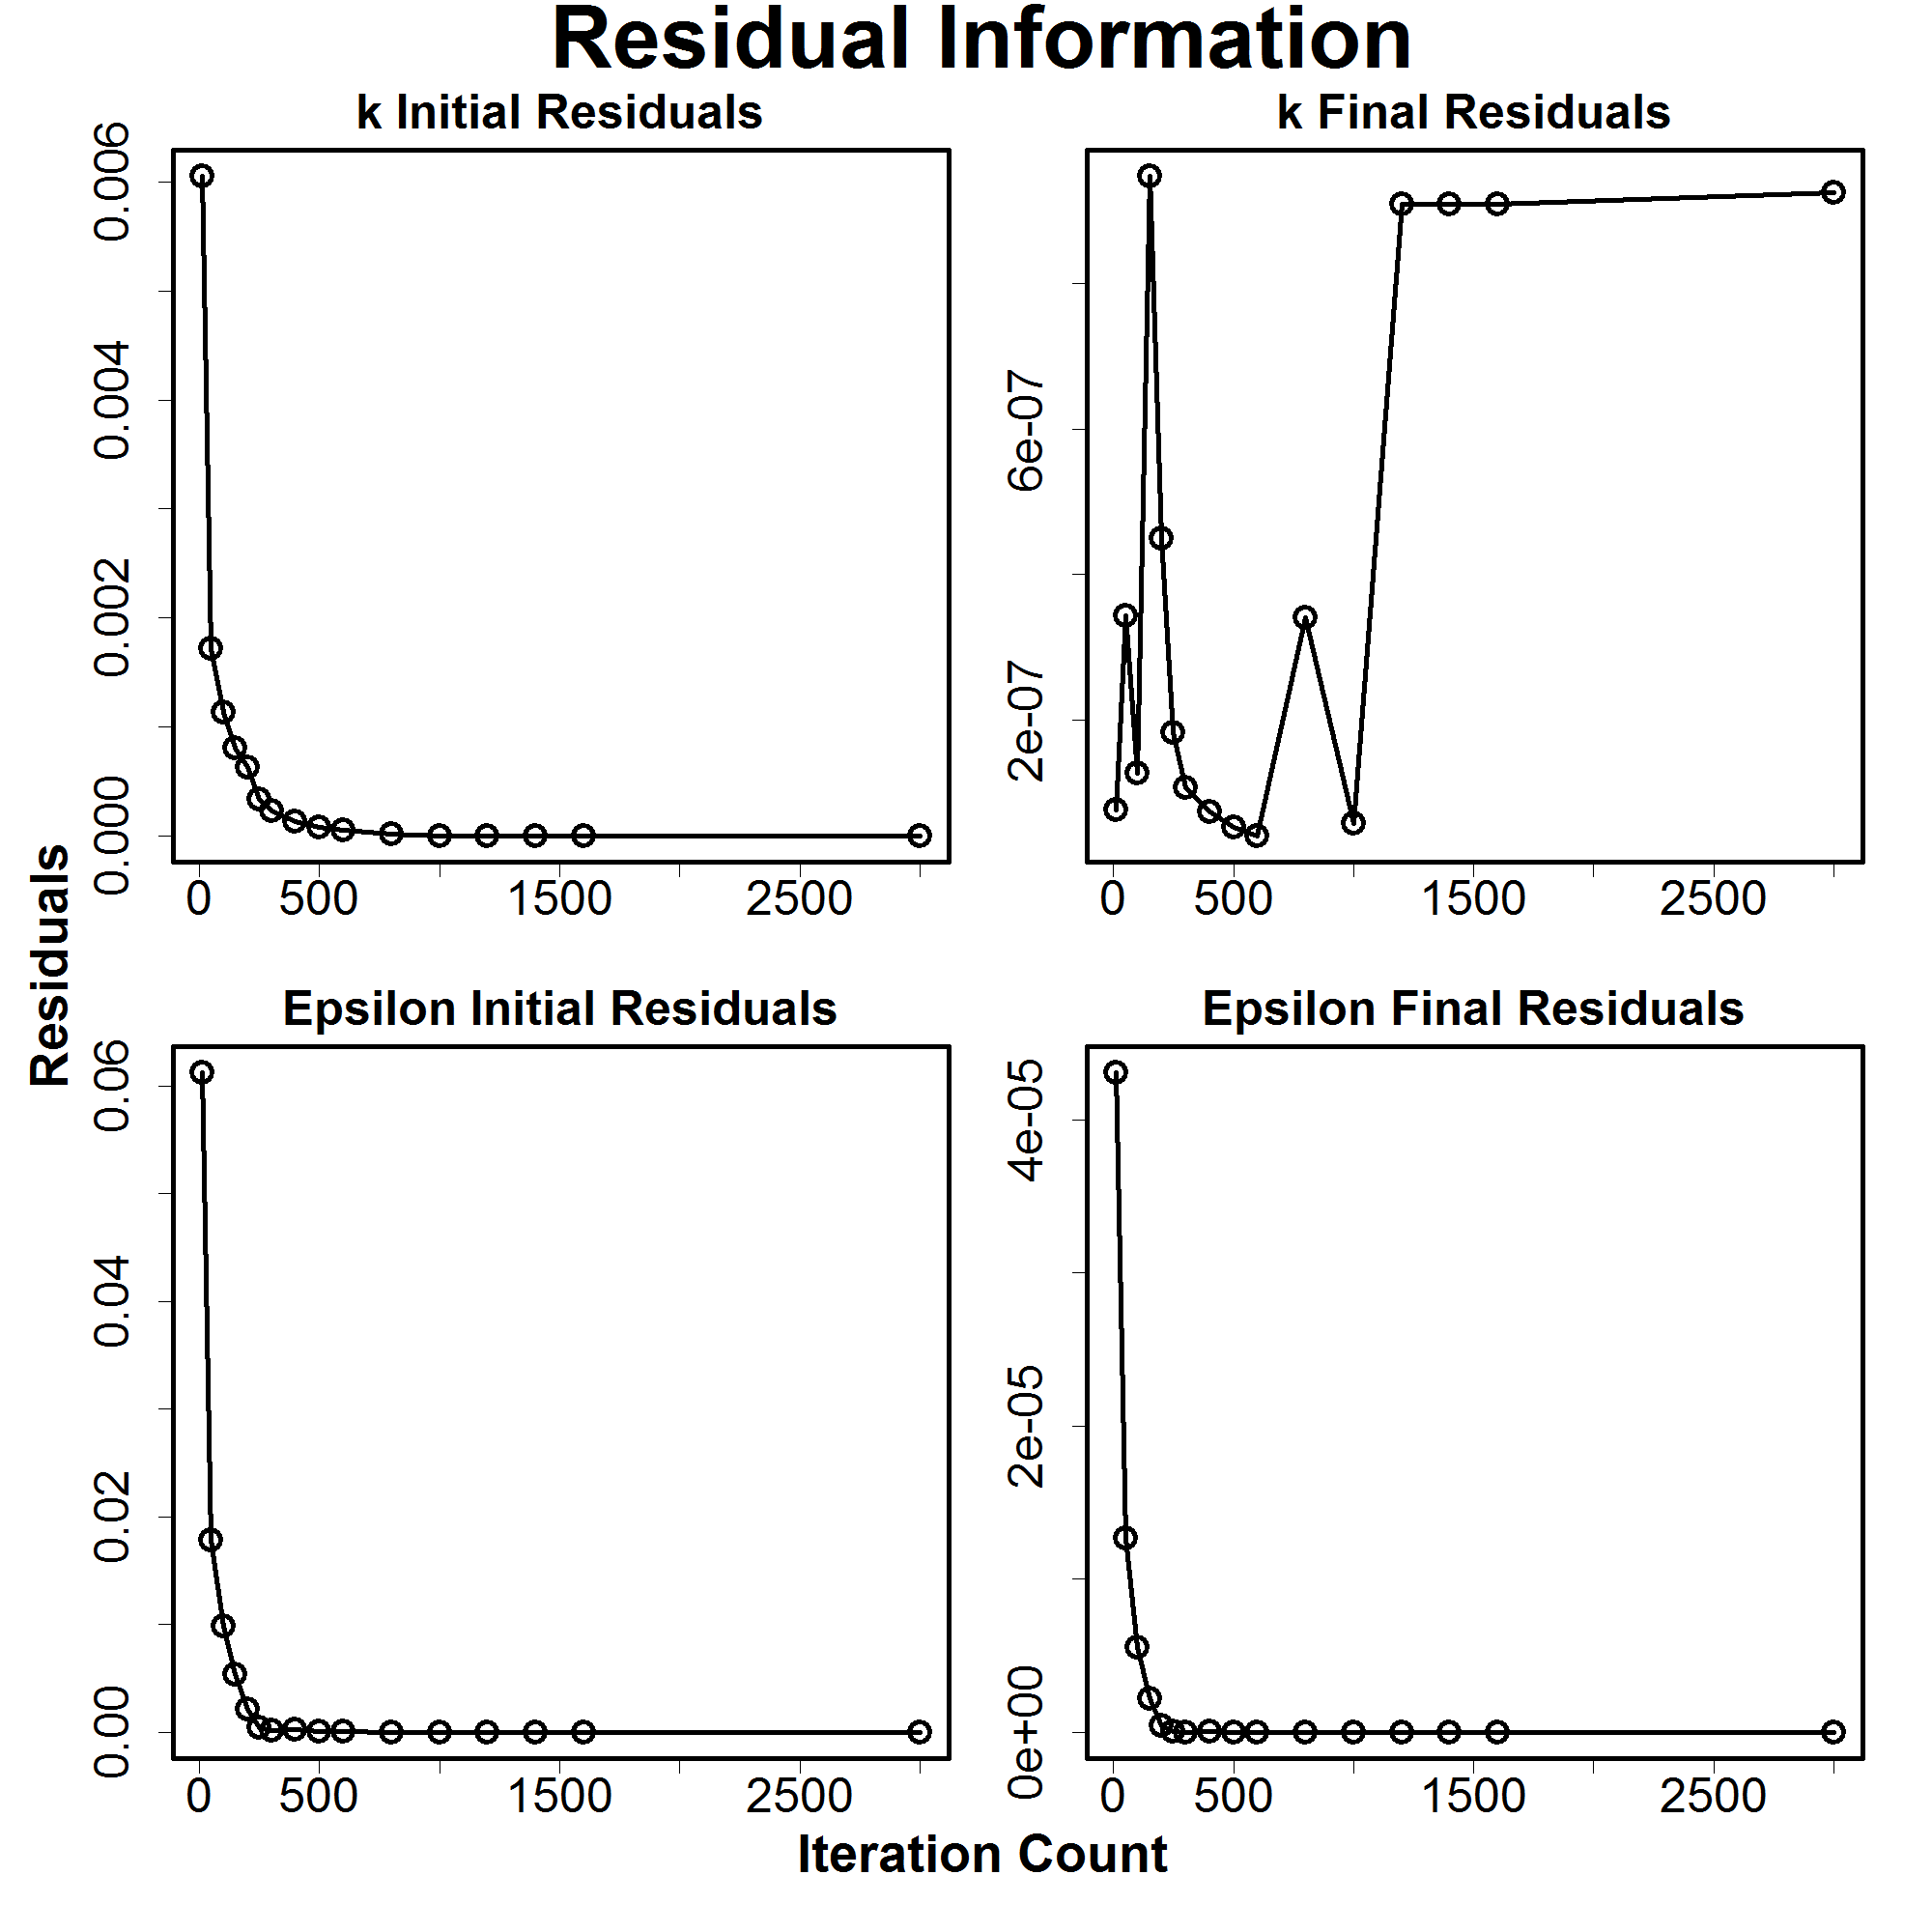 Residual Information
k Initial Residuals
0.006
0.004
0.002
0.000
0 500 1500 2500
k Final Residuals
6e-07
2e-07
0 500 1500 2500
Residuals
Epsilon Initial Residuals
0.06
0.04
0.02
0.00
0 500 1500 2500
Epsilon Final Residuals
4e-05
2e-05
0e+00
0 500 1500 2500
Iteration Count